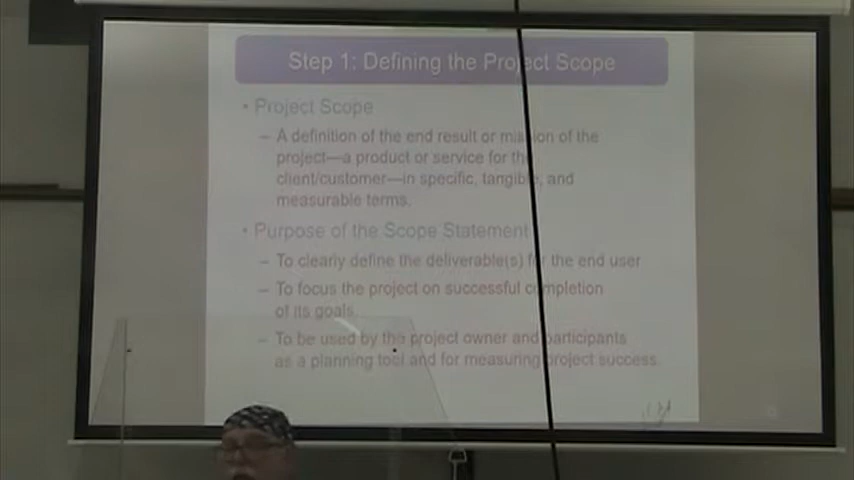 Step 1: Defining the Project Scope
• Project Scope
– A definition of the end result or mission of the
project—a product or service for the
client/customer—in specific, tangible, and
measurable terms.
• Purpose of the Scope Statement
– To clearly define the deliverable(s) for the end user
– To focus the project on successful completion
of its goals.
– To be used by the project owner and participants
as a planning tool and for measuring project success.